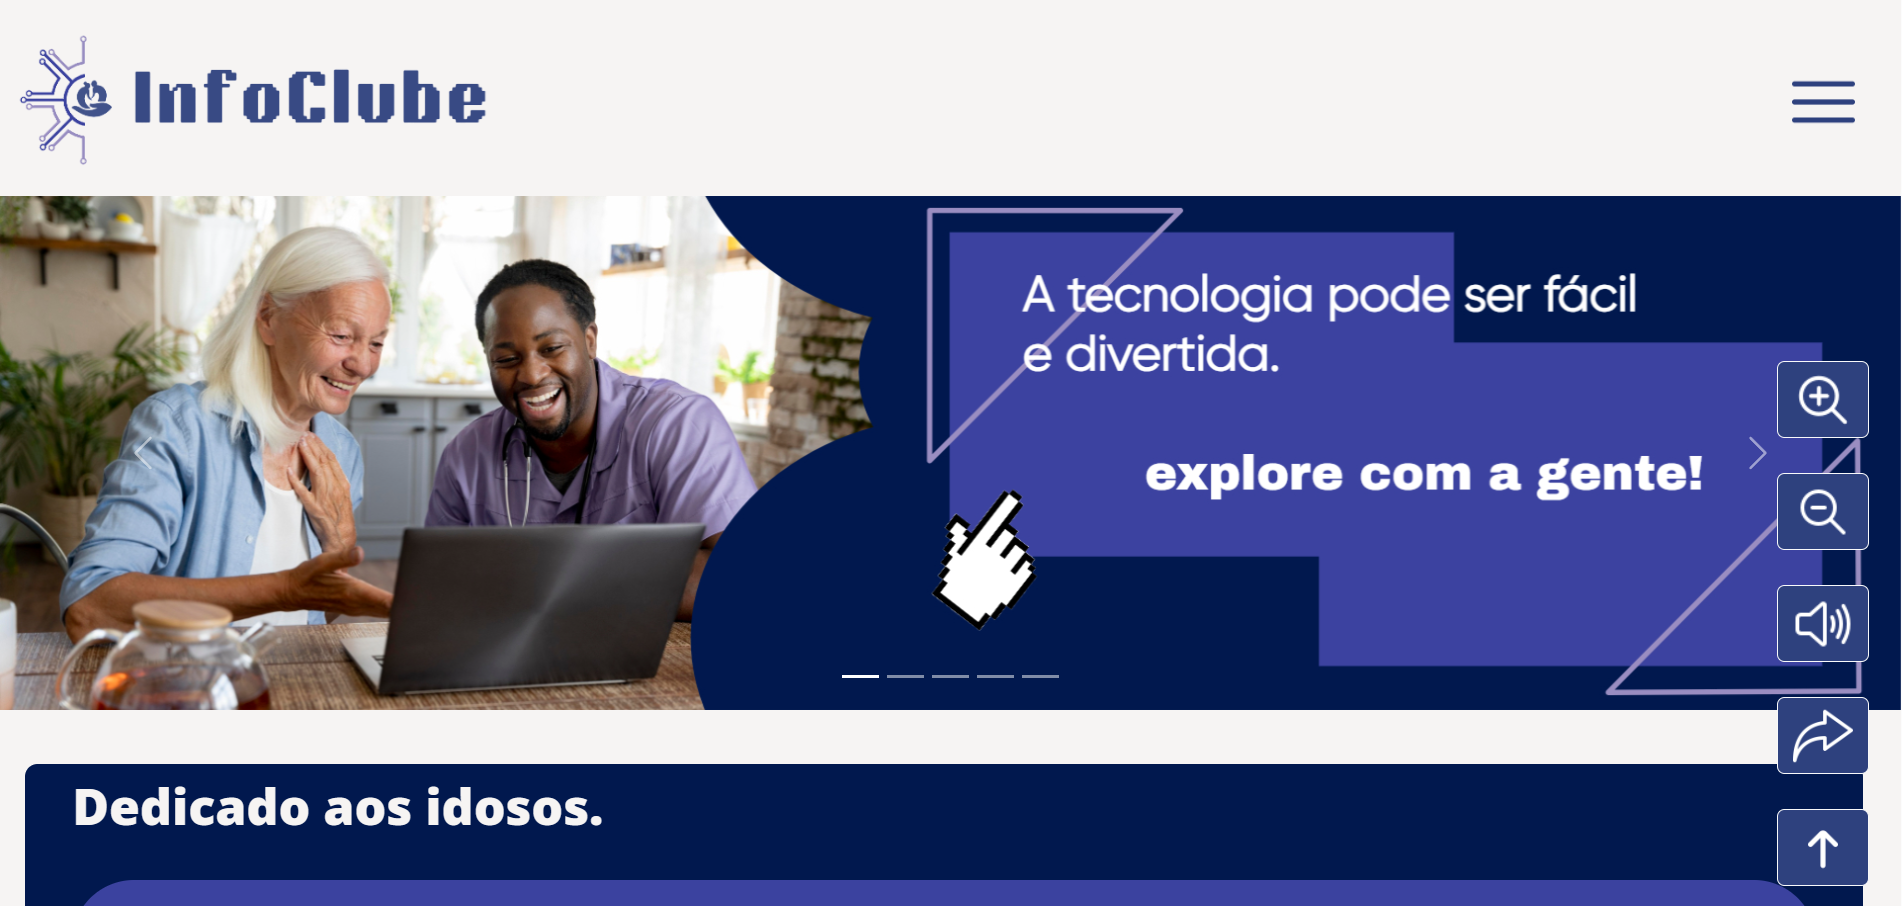 InfoClube
A tecnologia pode ser fácil
e divertida.
explore com a gente!
Dedicado aos idosos.